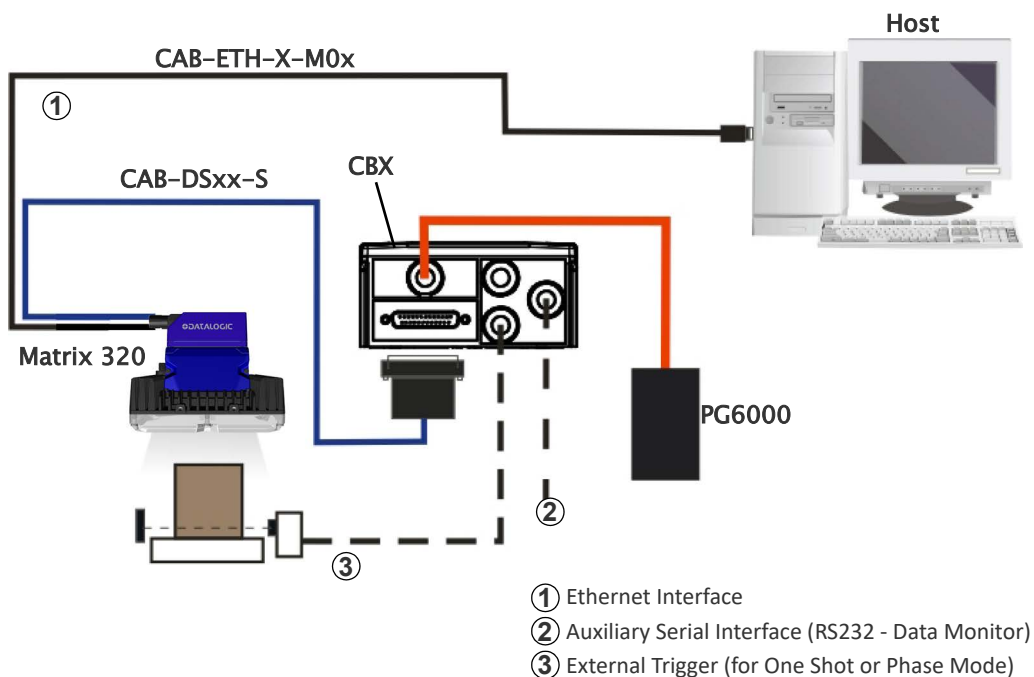 Host
CAB-ETH-X-M0x
1
CAB-DSxx-S
CBX
DATALOGIC
Matrix 320
PG6000
2
3
1 Ethernet Interface
2 Auxiliary Serial Interface (RS232 - Data Monitor)
3 External Trigger (for One Shot or Phase Mode)